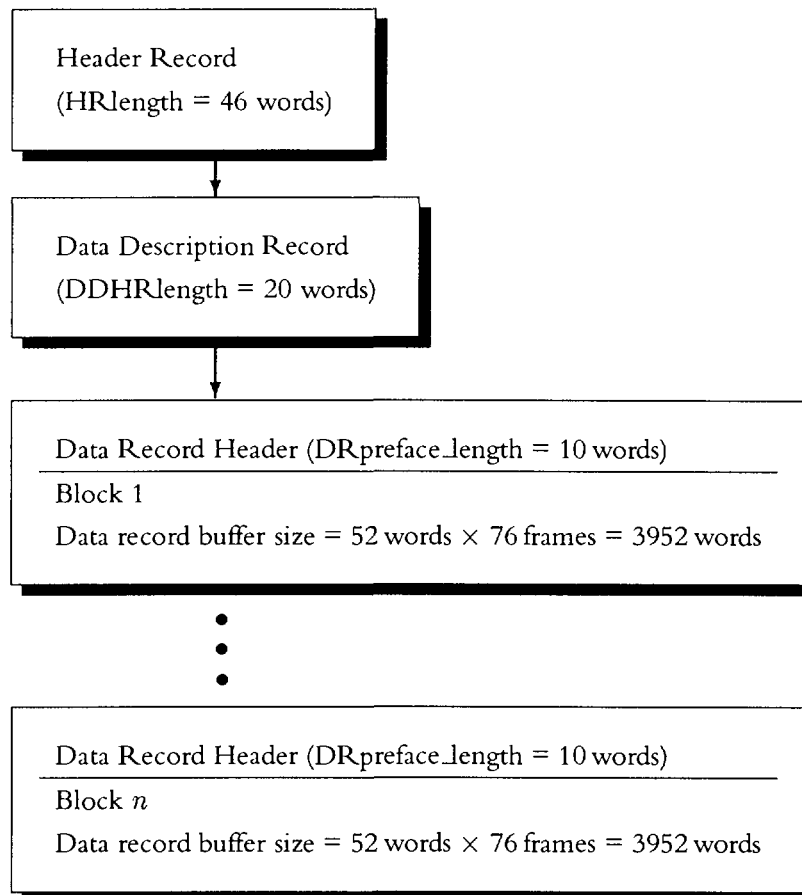 Header Record
(HRlength = 46 words)
Data Description Record
(DDHRlength = 20 words)
Data Record Header (DRpreface_length = 10 words)
Block 1
Data record buffer size = 52 words × 76 frames = 3952 words
Data Record Header (DRpreface_length = 10 words)
Block n
Data record buffer size = 52 words × 76 frames = 3952 words